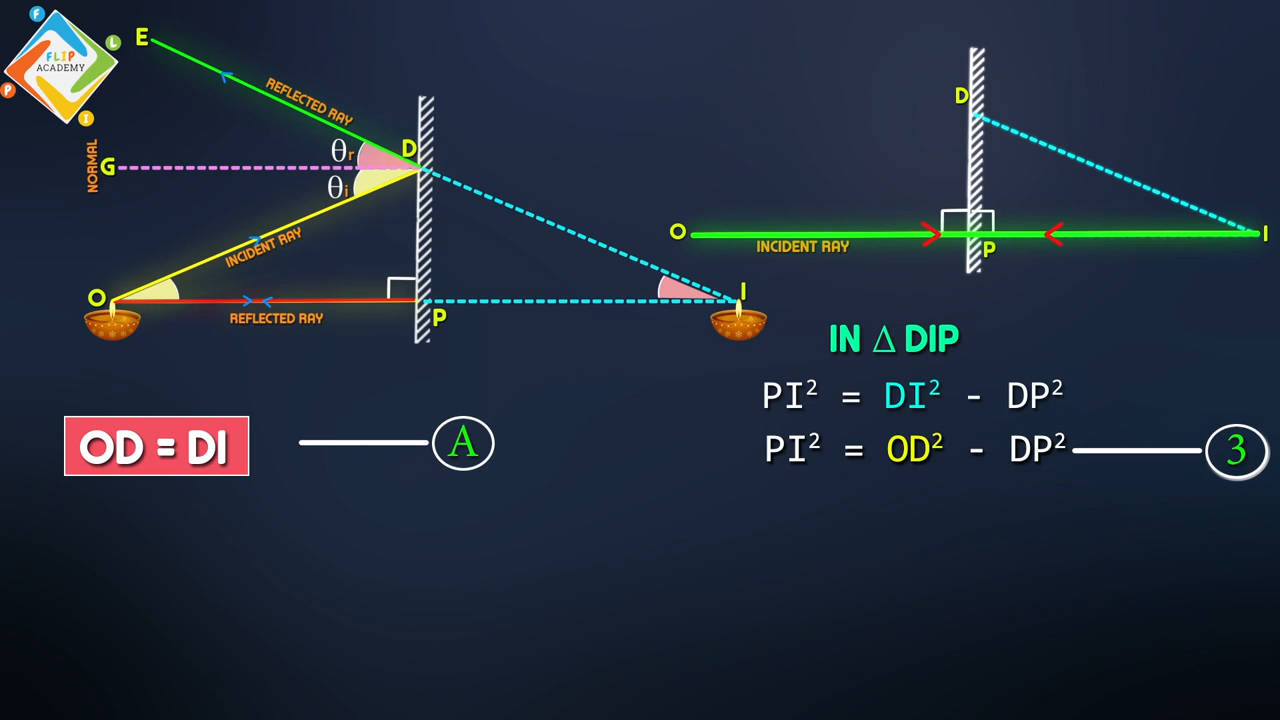 F
L
P
I
FLIP
ACADEMY
E
REFLECTED RAY
D
θr
NORMAL
G
θi
INCIDENT RAY
O
REFLECTED RAY
P
I
D
O
INCIDENT RAY
P
I
IN Δ DIP
PI² = DI² - DP²
PI² = OD² - DP² 3
OD = DI A